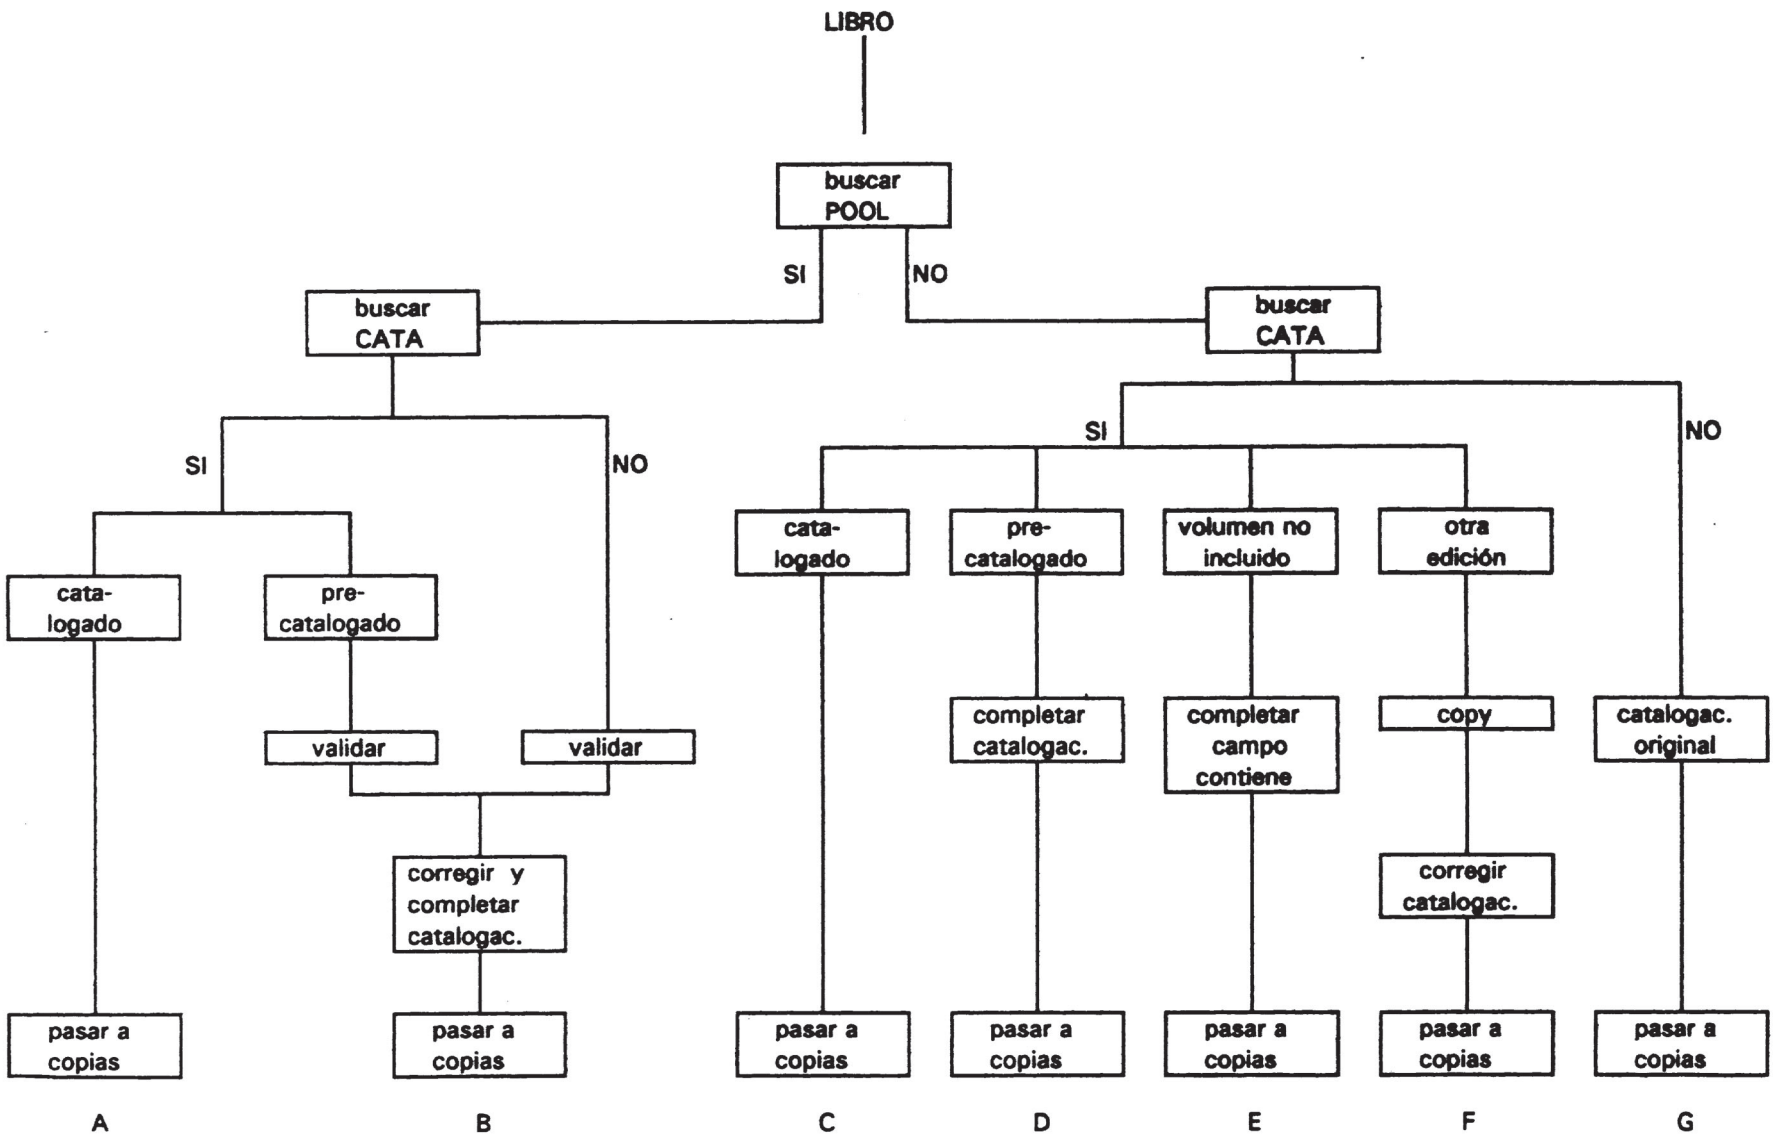 LIBRO
buscar
POOL
SI
NO
buscar
CATA
buscar
CATA
SI
NO
SI
NO
cata-
logado
pre-
catalogado
cata-
logado
pre-
catalogado
volumen no
incluido
otra
edición
validar
validar
completar
catalogac.
completar
campo
contiene
copy
catalogac.
original
corregir y
completar
catalogac.
corregir
catalogac.
pasar a
copias
pasar a
copias
pasar a
copias
pasar a
copias
pasar a
copias
pasar a
copias
pasar a
copias
A
B
C
D
E
F
G